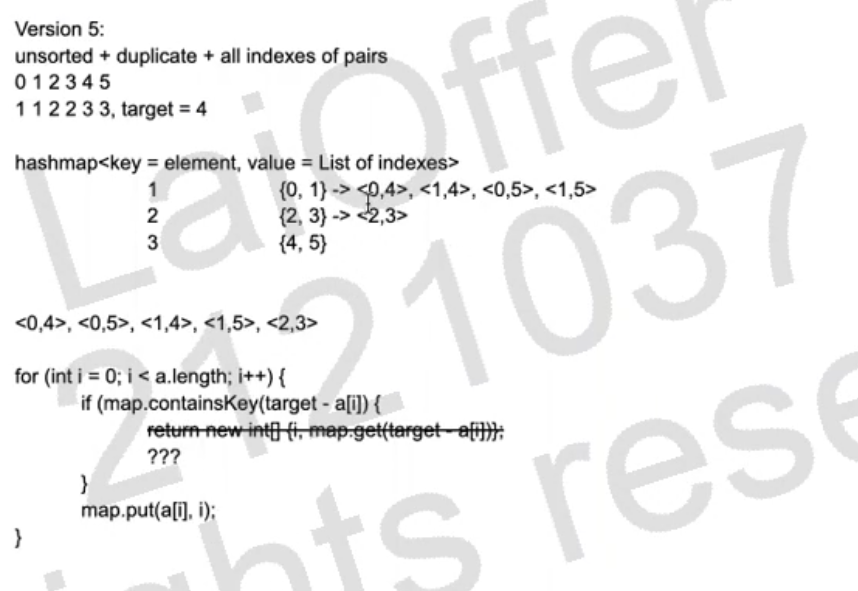 Version 5:
unsorted + duplicate + all indexes of pairs
0 1 2 3 4 5
1 1 2 2 3 3, target = 4
hashmap<key = element, value = List of indexes>
1 {0, 1} -> <0,4>, <1,4>, <0,5>, <1,5>
2 {2, 3} -> <2,3>
3 {4, 5}
<0,4>, <0,5>, <1,4>, <1,5>, <2,3>
for (int i = 0; i < a.length; i++) {
if (map.containsKey(target - a[i]) {
return new int[] {i, map.get(target - a[i])};
???
}
map.put(a[i], i);
}
LaiOffer
2121037
ights rese